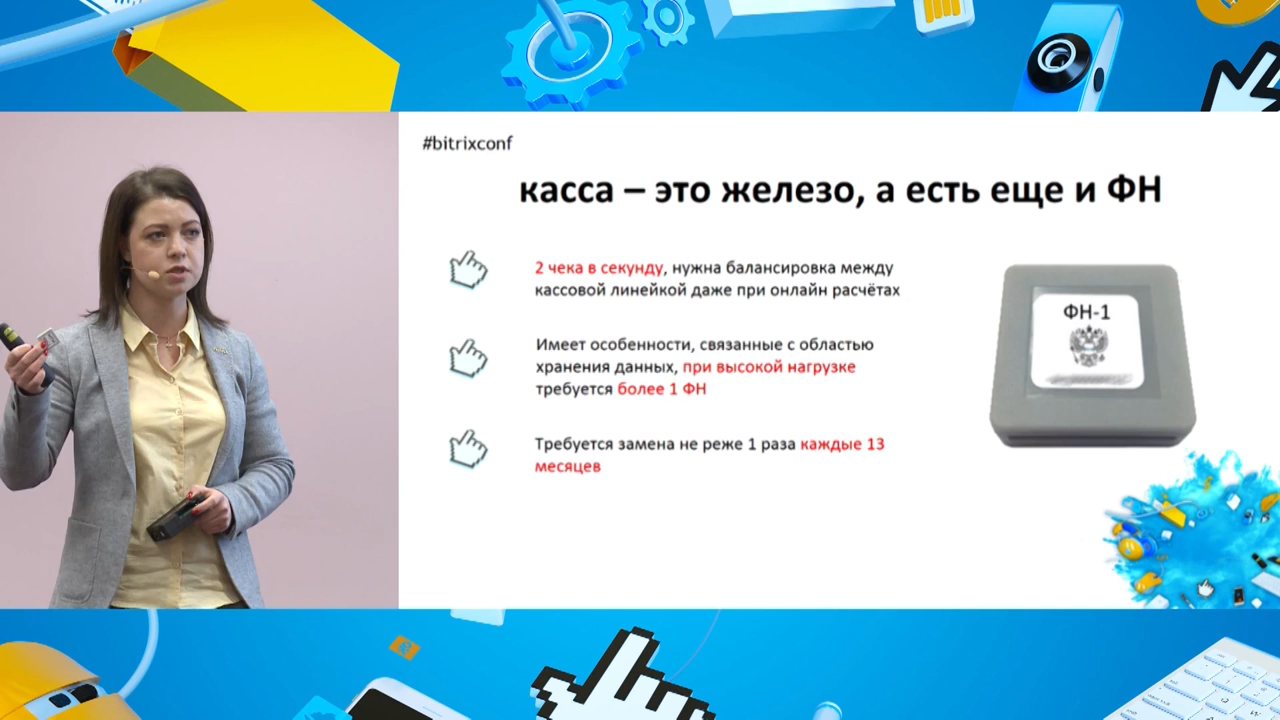 #bitrixconf
касса – это железо, а есть еще и ФН
2 чека в секунду, нужна балансировка между
кассовой линейкой даже при онлайн расчётах
Имеет особенности, связанные с областью
хранения данных, при высокой нагрузке
требуется более 1 ФН
Требуется замена не реже 1 раза каждые 13
месяцев
ФН-1